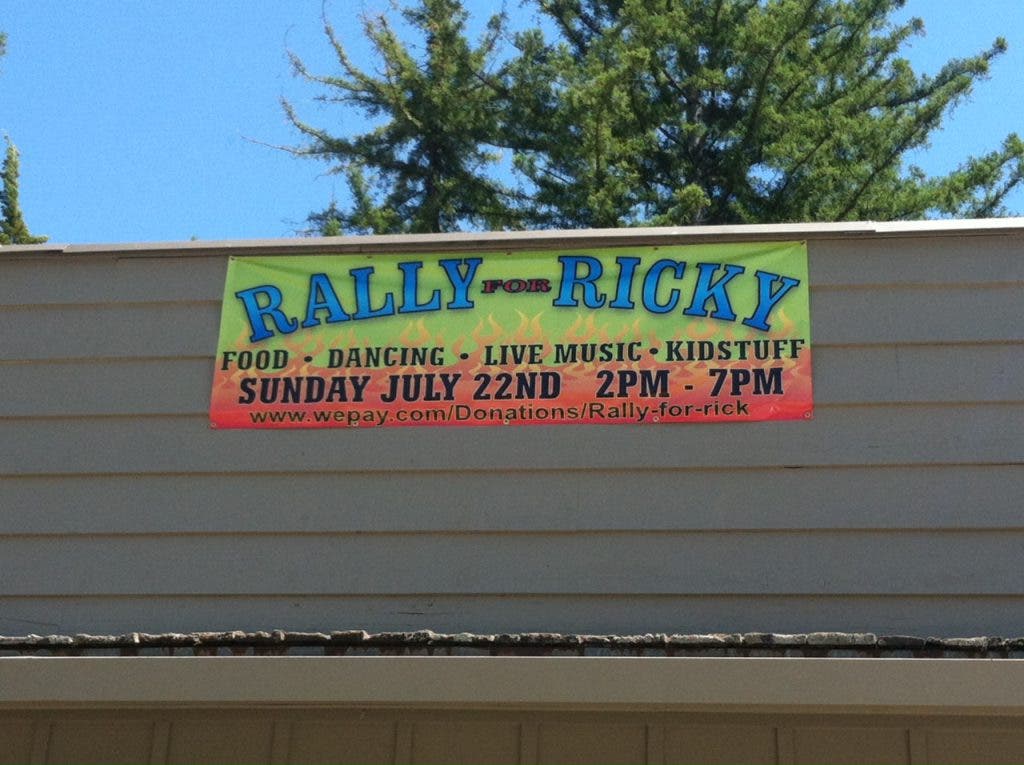 RALLY FOR RICKY
FOOD • DANCING • LIVE MUSIC • KIDSTUFF
SUNDAY JULY 22ND 2PM - 7PM
www.wepay.com/Donations/Rally-for-rick